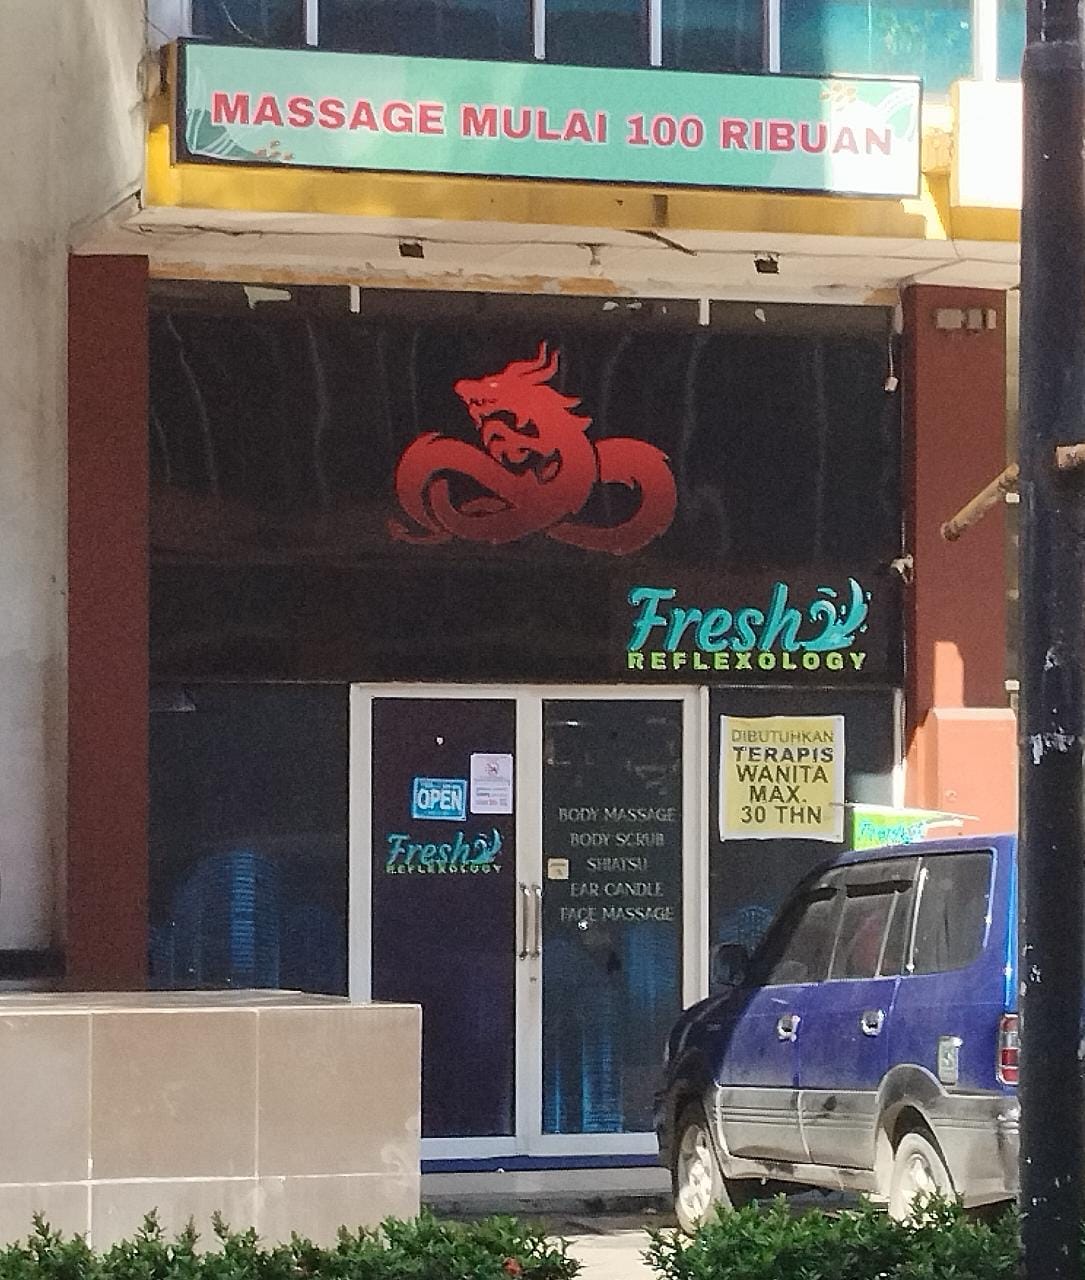 MASSAGE MULAI 100 RIBUAN
Fresh
REFLEXOLOGY
DIBUTUHKAN
TERAPIS
WANITA
MAX.
30 THN
OPEN
Fresh
REFLEXOLOGY
BODY MASSAGE
BODY SCRUB
SHIATSU
EAR CANDLE
FACE MASSAGE
Fresh